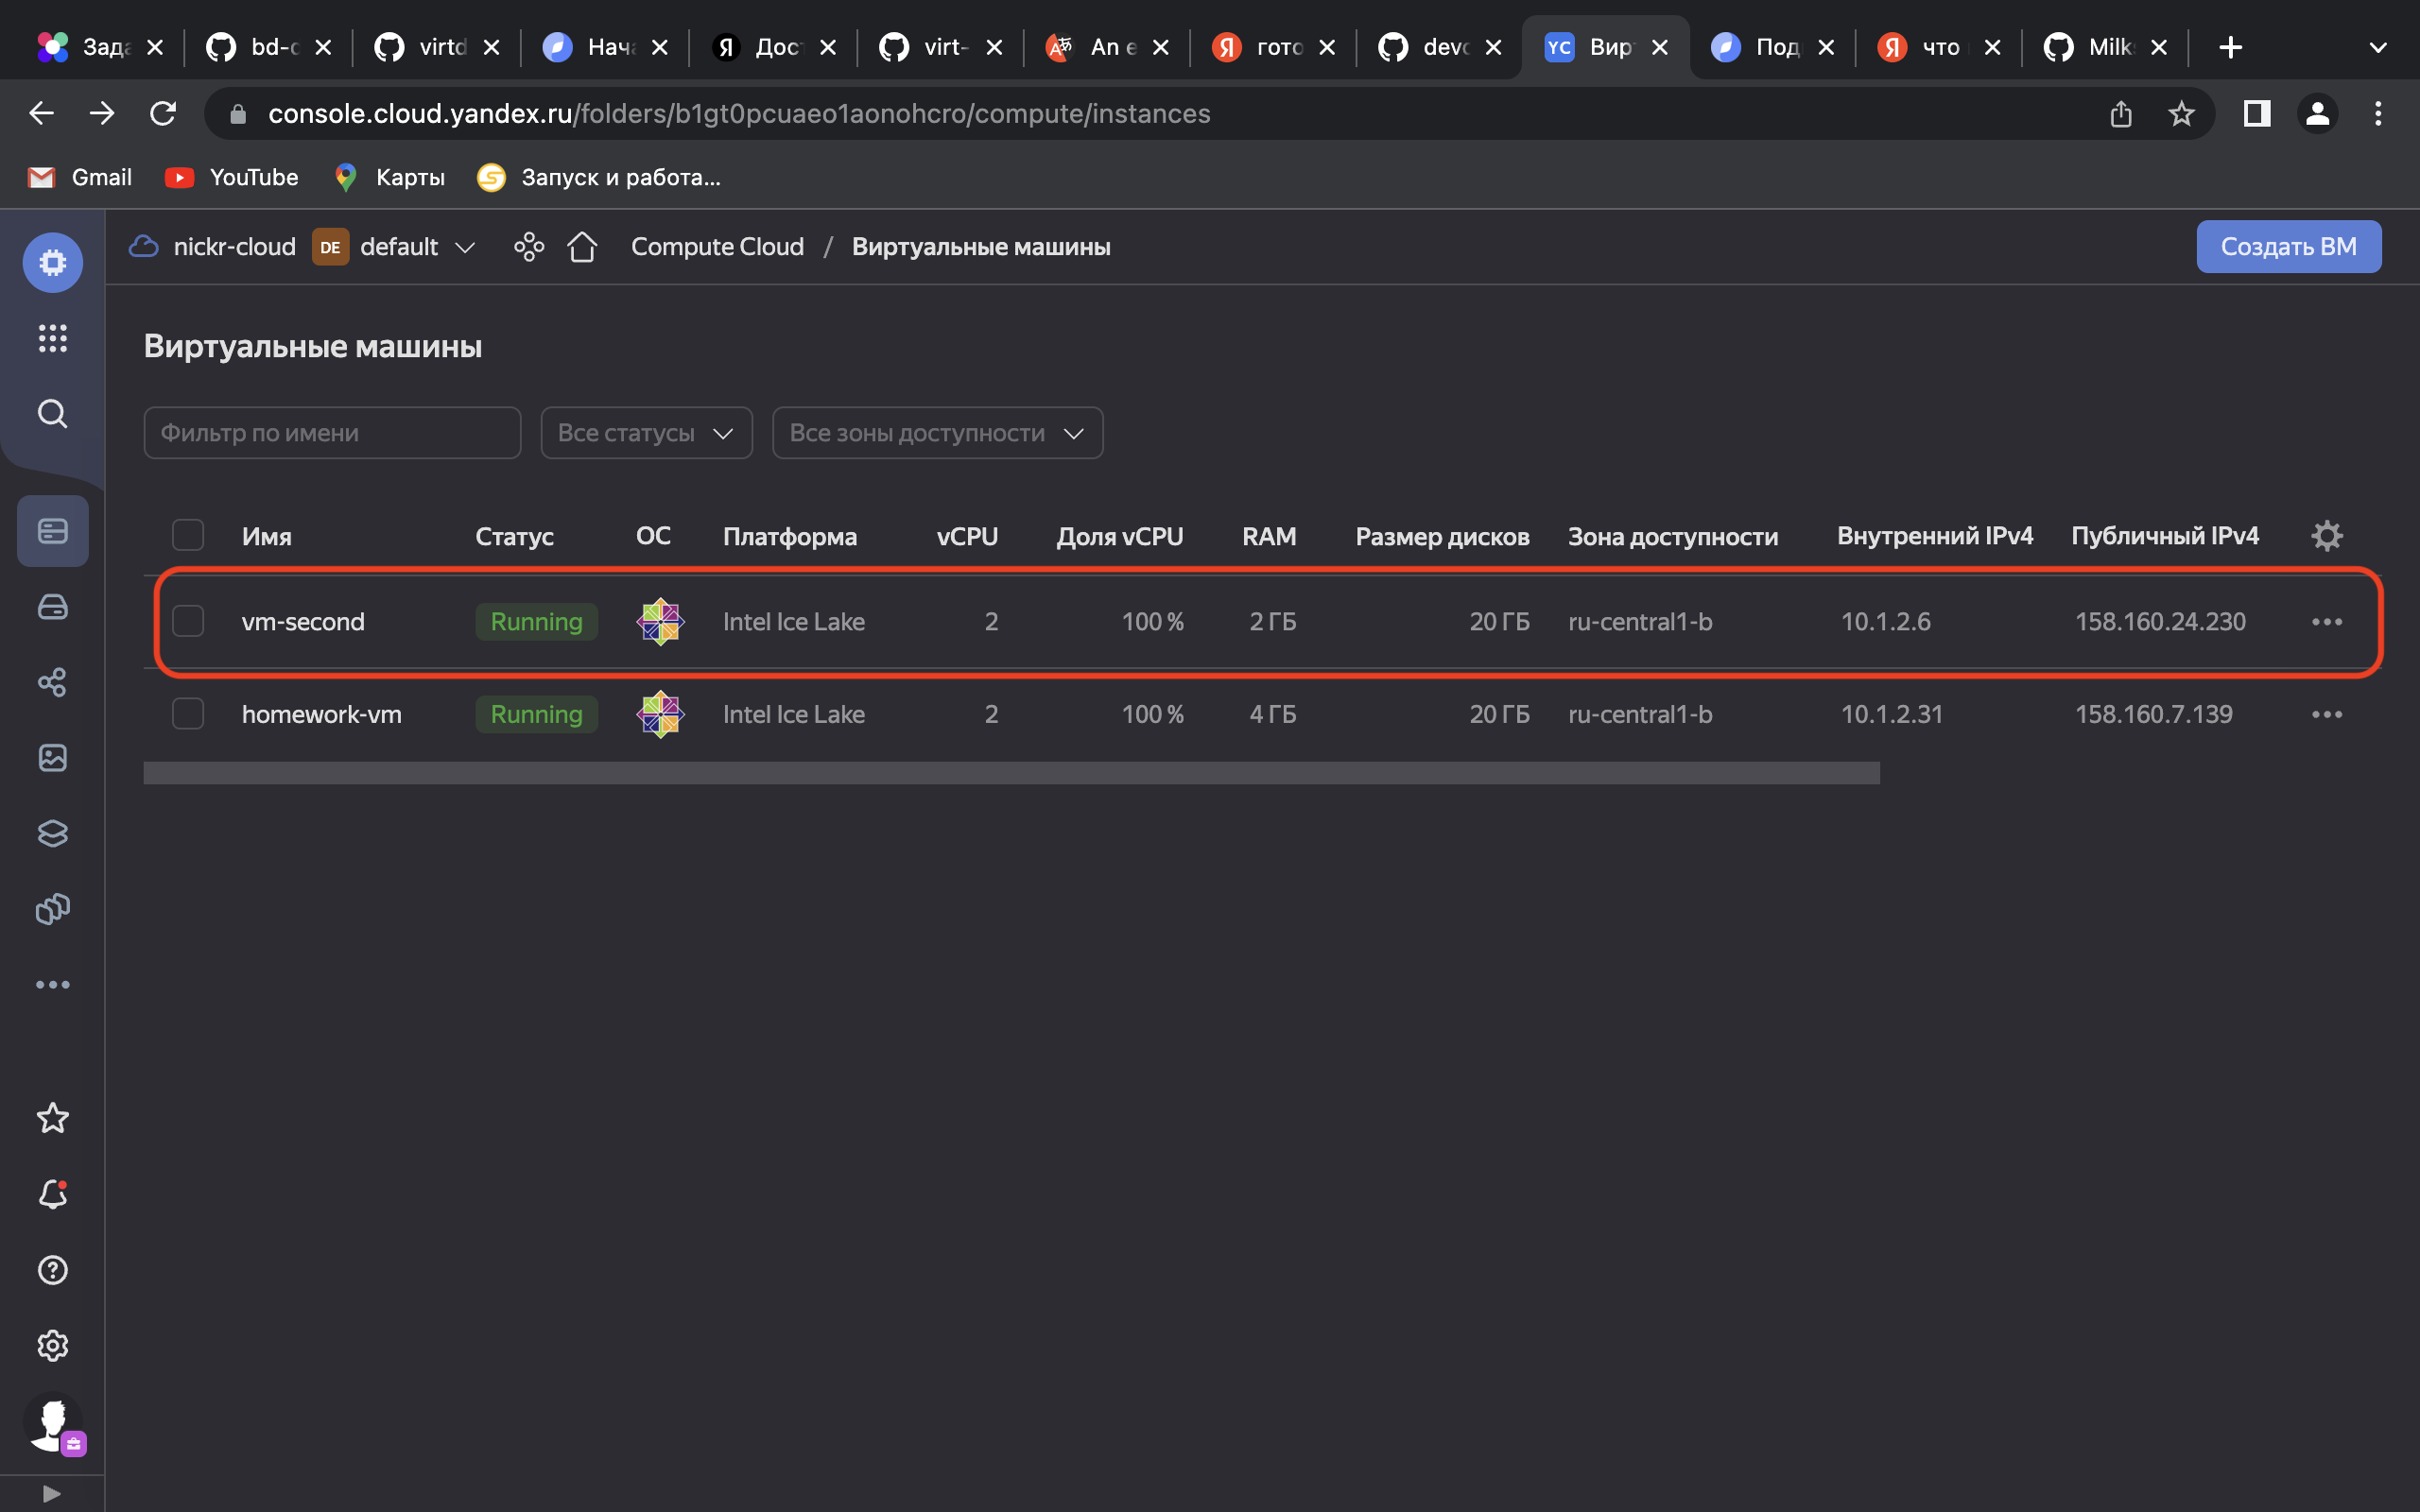 Зада bd-c virtd Нача Я Дост virt- An e Я гото devo YC Вир Под Я что Milk
console.cloud.yandex.ru/folders/b1gt0pcuaeo1aonohcro/compute/instances
Gmail YouTube Карты Запуск и работа...
nickr-cloud DE default Compute Cloud / Виртуальные машины Создать ВМ
Виртуальные машины
Фильтр по имени Все статусы Все зоны доступности
Имя Статус ОС Платформа vCPU Доля vCPU RAM Размер дисков Зона доступности Внутренний IPv4 Публичный IPv4
vm-second Running Intel Ice Lake 2 100 % 2 ГБ 20 ГБ ru-central1-b 10.1.2.6 158.160.24.230
homework-vm Running Intel Ice Lake 2 100 % 4 ГБ 20 ГБ ru-central1-b 10.1.2.31 158.160.7.139